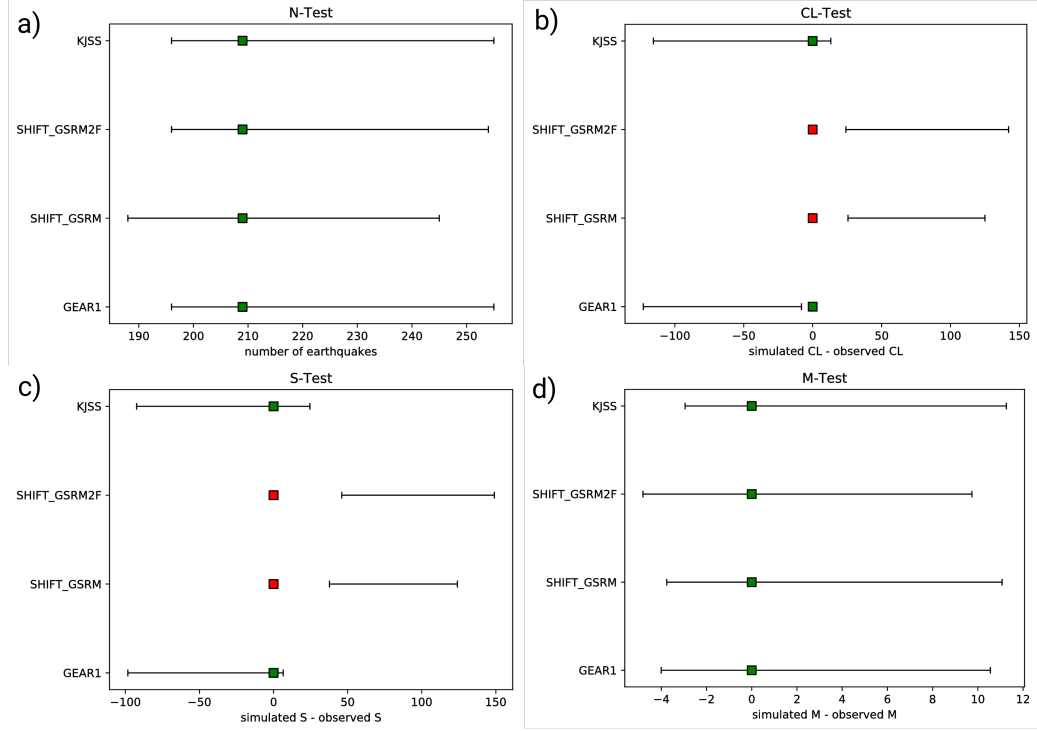 a)
N-Test
KJSS
SHIFT_GSRM2F
SHIFT_GSRM
GEAR1
190 200 210 220 230 240 250
number of earthquakes
b)
CL-Test
KJSS
SHIFT_GSRM2F
SHIFT_GSRM
GEAR1
−100 −50 0 50 100 150
simulated CL - observed CL
c)
S-Test
KJSS
SHIFT_GSRM2F
SHIFT_GSRM
GEAR1
−100 −50 0 50 100 150
simulated S - observed S
d)
M-Test
KJSS
SHIFT_GSRM2F
SHIFT_GSRM
GEAR1
−4 −2 0 2 4 6 8 10 12
simulated M - observed M